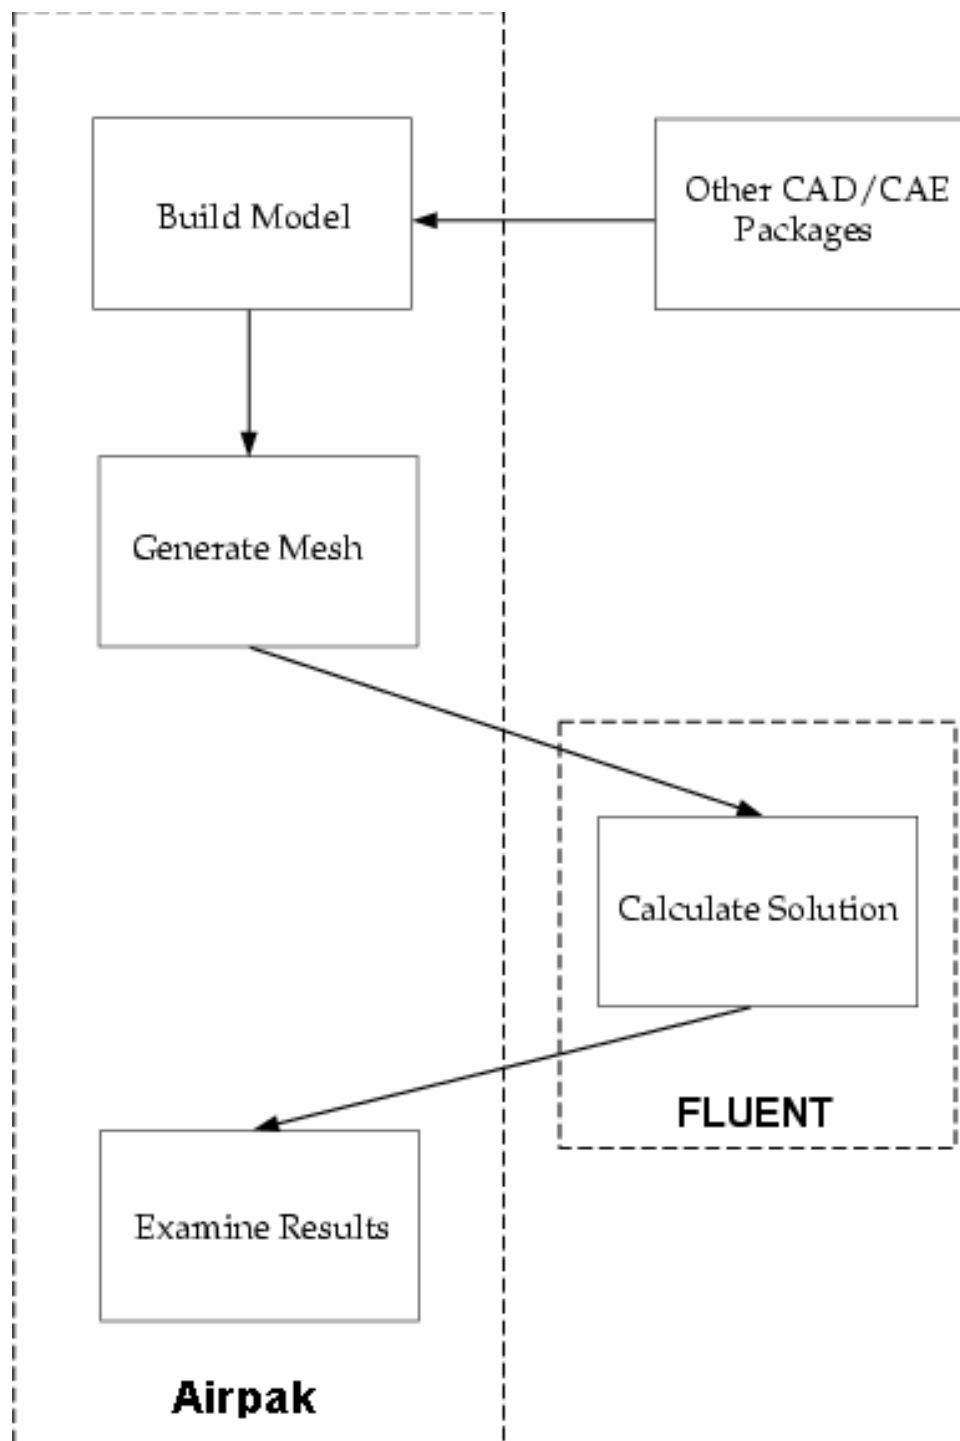 Build Model
Other CAD/CAE
Packages
Generate Mesh
Calculate Solution
FLUENT
Examine Results
Airpak